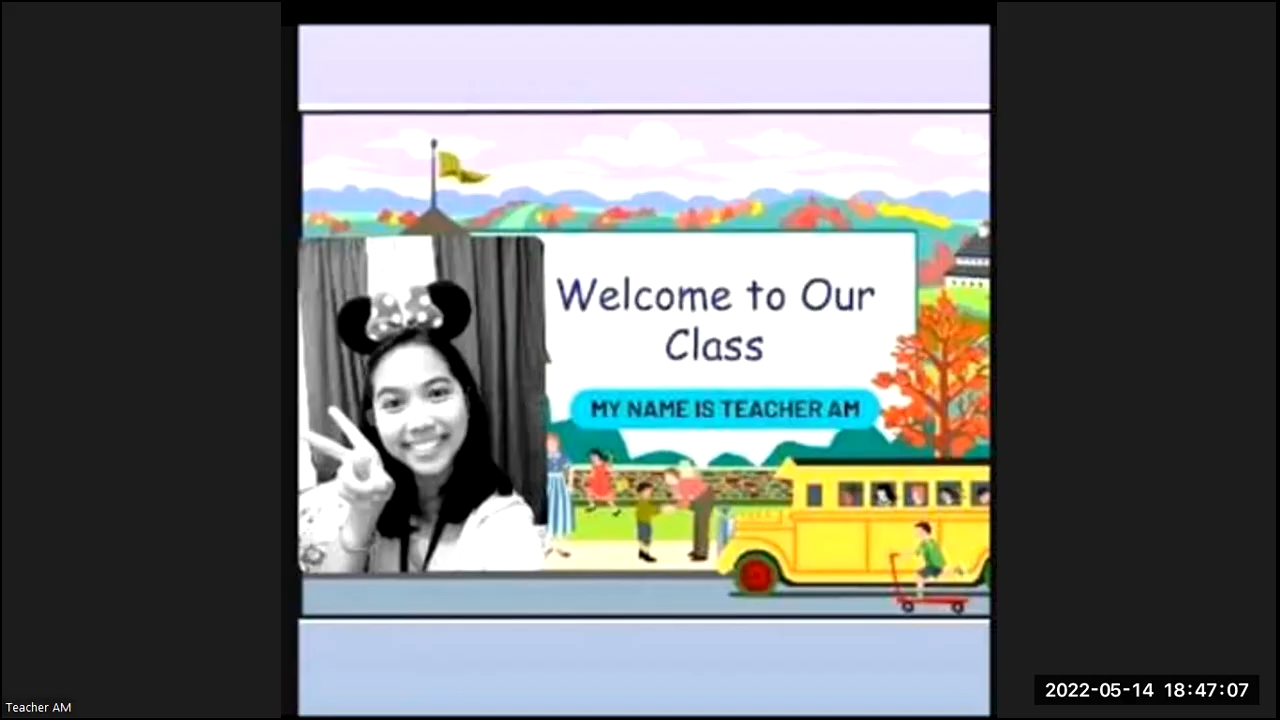 Welcome to Our
Class
MY NAME IS TEACHER AM
Teacher AM
2022-05-14 18:47:07